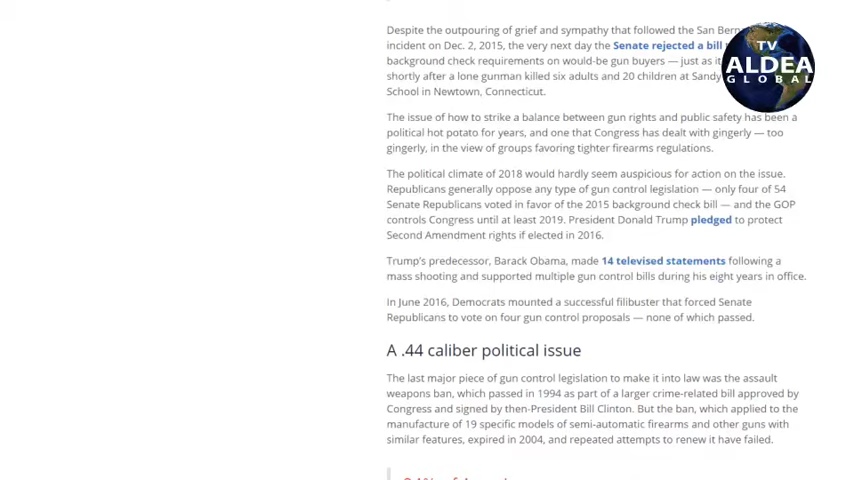 Despite the outpouring of grief and sympathy that followed the San Bern
incident on Dec. 2, 2015, the very next day the Senate rejected a bill
background check requirements on would-be gun buyers — just as it
shortly after a lone gunman killed six adults and 20 children at Sandy
School in Newtown, Connecticut.
TV
ALDEA
GLOBAL
The issue of how to strike a balance between gun rights and public safety has been a
political hot potato for years, and one that Congress has dealt with gingerly — too
gingerly, in the view of groups favoring tighter firearms regulations.
The political climate of 2018 would hardly seem auspicious for action on the issue.
Republicans generally oppose any type of gun control legislation — only four of 54
Senate Republicans voted in favor of the 2015 background check bill — and the GOP
controls Congress until at least 2019. President Donald Trump pledged to protect
Second Amendment rights if elected in 2016.
Trump's predecessor, Barack Obama, made 14 televised statements following a
mass shooting and supported multiple gun control bills during his eight years in office.
In June 2016, Democrats mounted a successful filibuster that forced Senate
Republicans to vote on four gun control proposals — none of which passed.
A .44 caliber political issue
The last major piece of gun control legislation to make it into law was the assault
weapons ban, which passed in 1994 as part of a larger crime-related bill approved by
Congress and signed by then-President Bill Clinton. But the ban, which applied to the
manufacture of 19 specific models of semi-automatic firearms and other guns with
similar features, expired in 2004, and repeated attempts to renew it have failed.